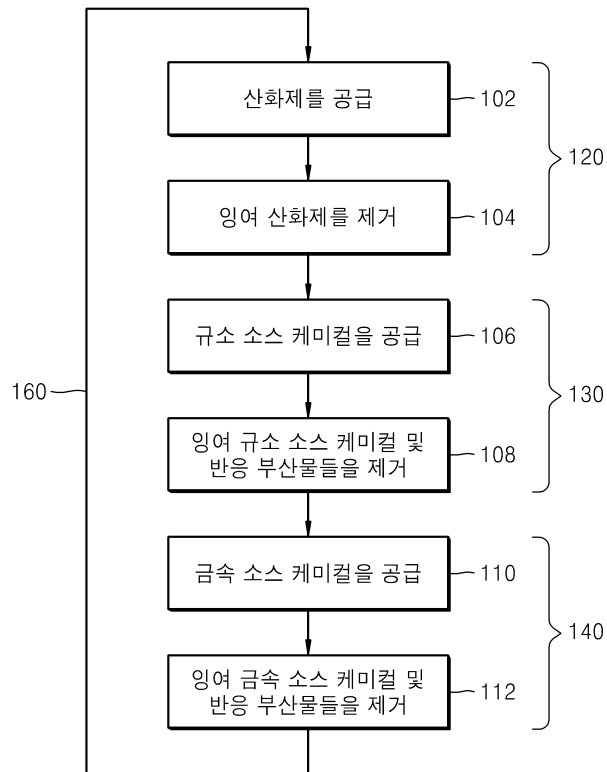 산화제를 공급
102
120
잉여 산화제를 제거
104
규소 소스 케미컬을 공급
106
160
130
잉여 규소 소스 케미컬 및
반응 부산물들을 제거
108
금속 소스 케미컬을 공급
110
140
잉여 금속 소스 케미컬 및
반응 부산물들을 제거
112